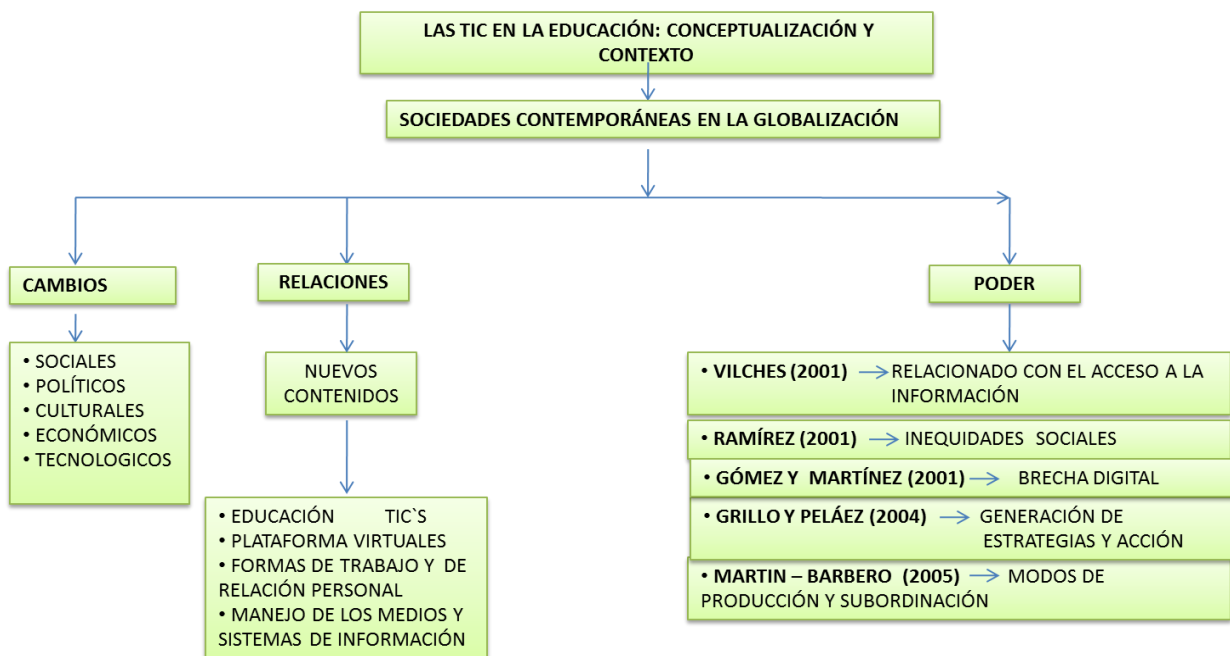 LAS TIC EN LA EDUCACIÓN: CONCEPTUALIZACIÓN Y
CONTEXTO
SOCIEDADES CONTEMPORÁNEAS EN LA GLOBALIZACIÓN
CAMBIOS
• SOCIALES
• POLÍTICOS
• CULTURALES
• ECONÓMICOS
• TECNOLOGICOS
RELACIONES
NUEVOS
CONTENIDOS
• EDUCACIÓN TIC`S
• PLATAFORMA VIRTUALES
• FORMAS DE TRABAJO Y DE
RELACIÓN PERSONAL
• MANEJO DE LOS MEDIOS Y
SISTEMAS DE INFORMACIÓN
PODER
• VILCHES (2001) → RELACIONADO CON EL ACCESO A LA
INFORMACIÓN
• RAMÍREZ (2001) → INEQUIDADES SOCIALES
• GÓMEZ Y MARTÍNEZ (2001) → BRECHA DIGITAL
• GRILLO Y PELÁEZ (2004) → GENERACIÓN DE
ESTRATEGIAS Y ACCIÓN
• MARTIN – BARBERO (2005) → MODOS DE
PRODUCCIÓN Y SUBORDINACIÓN